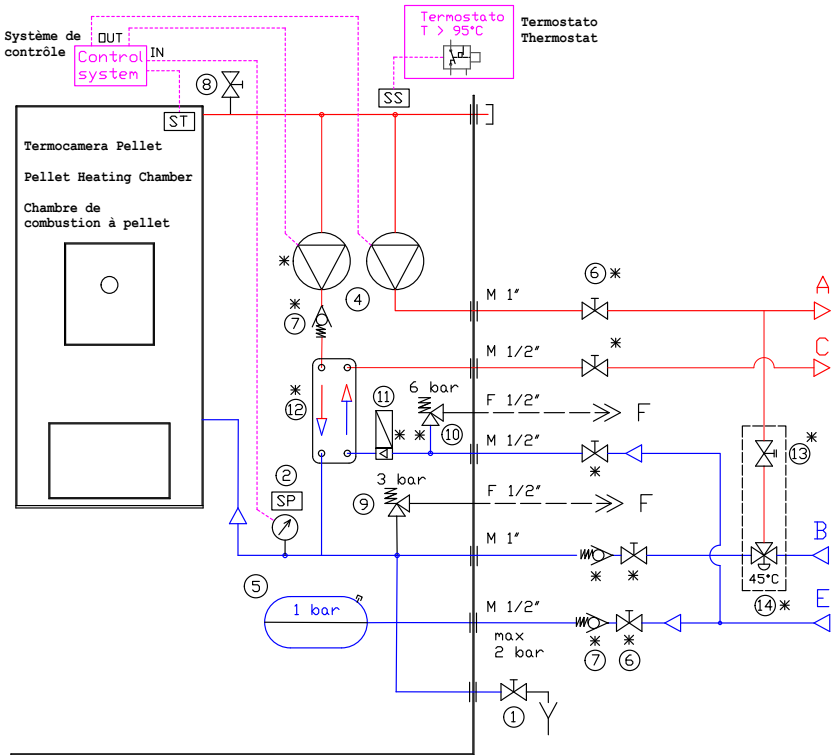 Système de
contrôle
OUT
IN
Control
system
Termostato
T > 95°C
Termostato
Thermostat
8
ST
SS
Termocamera Pellet
Pellet Heating Chamber
Chambre de
combustion à pellet
*
4
* 7
M 1"
6 *
A
M 1/2"
*
C
* 12
11
6 bar
F 1/2"
F
* *
10
M 1/2"
*
13 *
2
SP
3 bar
9
F 1/2"
F
M 1"
* *
45°C
B
14 *
5
1 bar
M 1/2"
max
2 bar
* *
7 6
E
1